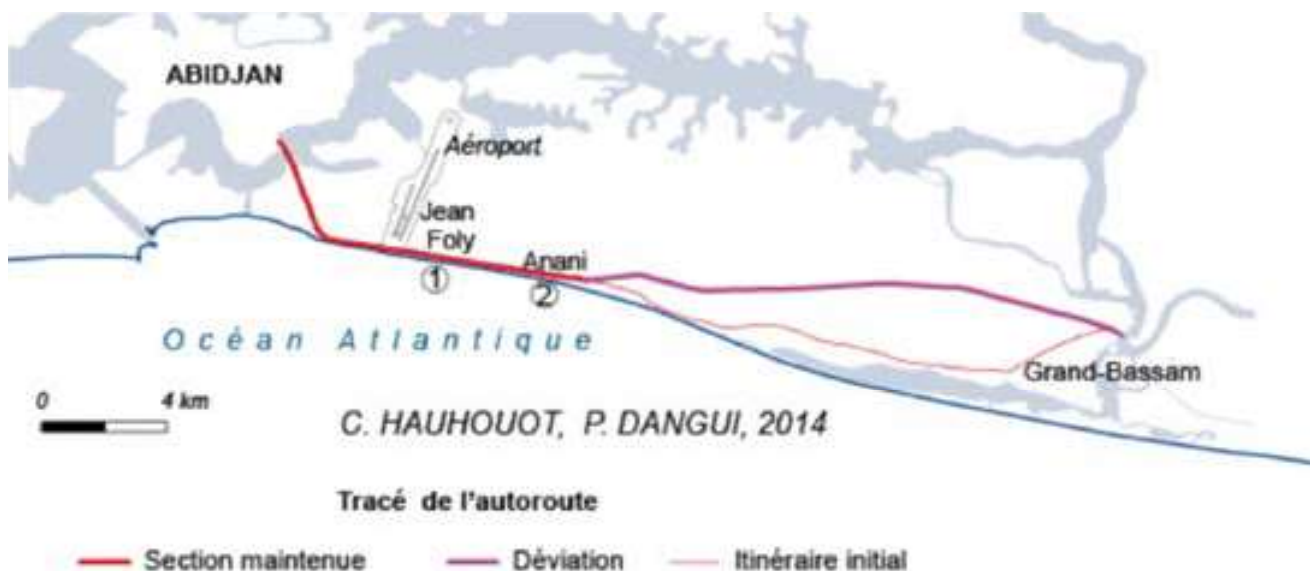 ABIDJAN
Aéroport
Jean
Foly
Anani
1
2
Océan Atlantique
Grand-Bassam
0 4 km
C. HAUHOUOT, P. DANGUI, 2014
Tracé de l'autoroute
Section maintenue Déviation Itinéraire initial